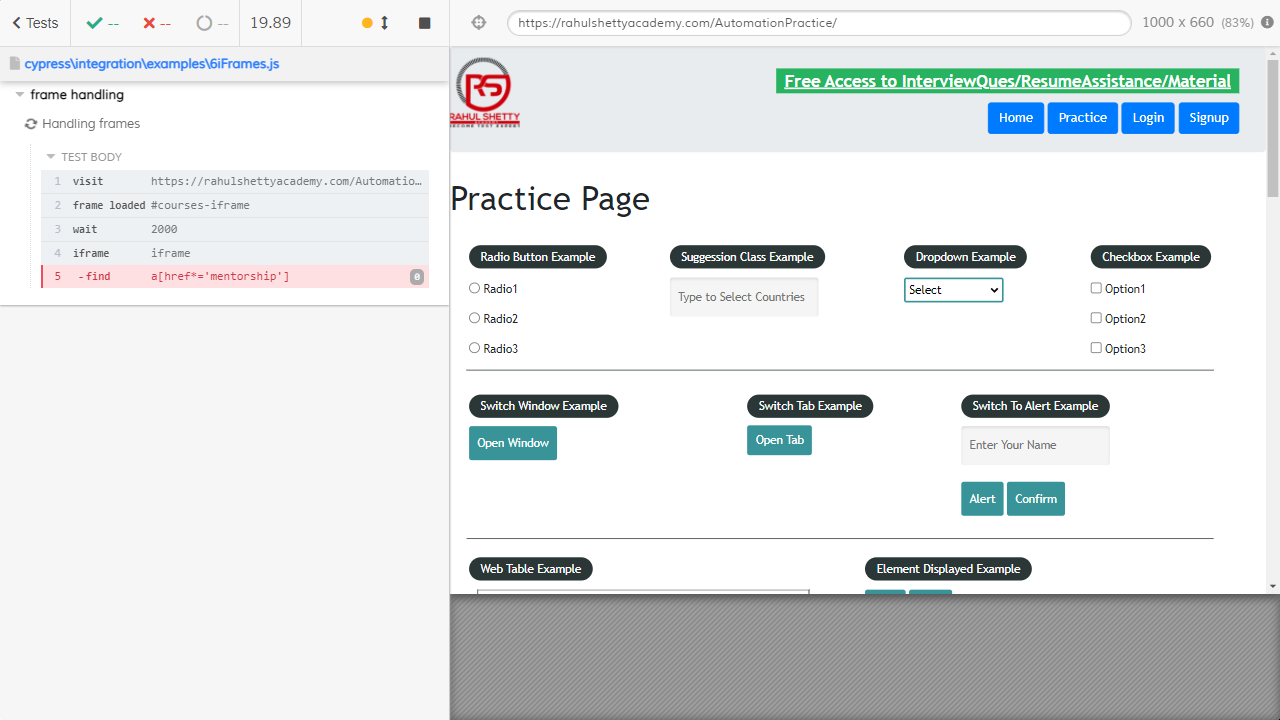 Tests
--
--
--
19.89
https://rahulshettyacademy.com/AutomationPractice/
1000 x 660 (83%)
cypress\integration\examples\6iFrames.js
frame handling
Handling frames
TEST BODY
1 visit https://rahulshettyacademy.com/Automatio…
2 frame loaded #courses-iframe
3 wait 2000
4 iframe iframe
5 -find a[href*='mentorship'] 0
RS
RAHUL SHETTY
ACADEMY
Free Access to InterviewQues/ResumeAssistance/Material
Home Practice Login Signup
Practice Page
Radio Button Example Suggession Class Example Dropdown Example Checkbox Example
Radio1 Type to Select Countries Select Option1
Radio2 Option2
Radio3 Option3
Switch Window Example Switch Tab Example Switch To Alert Example
Open Window Open Tab Enter Your Name
Alert Confirm
Web Table Example Element Displayed Example